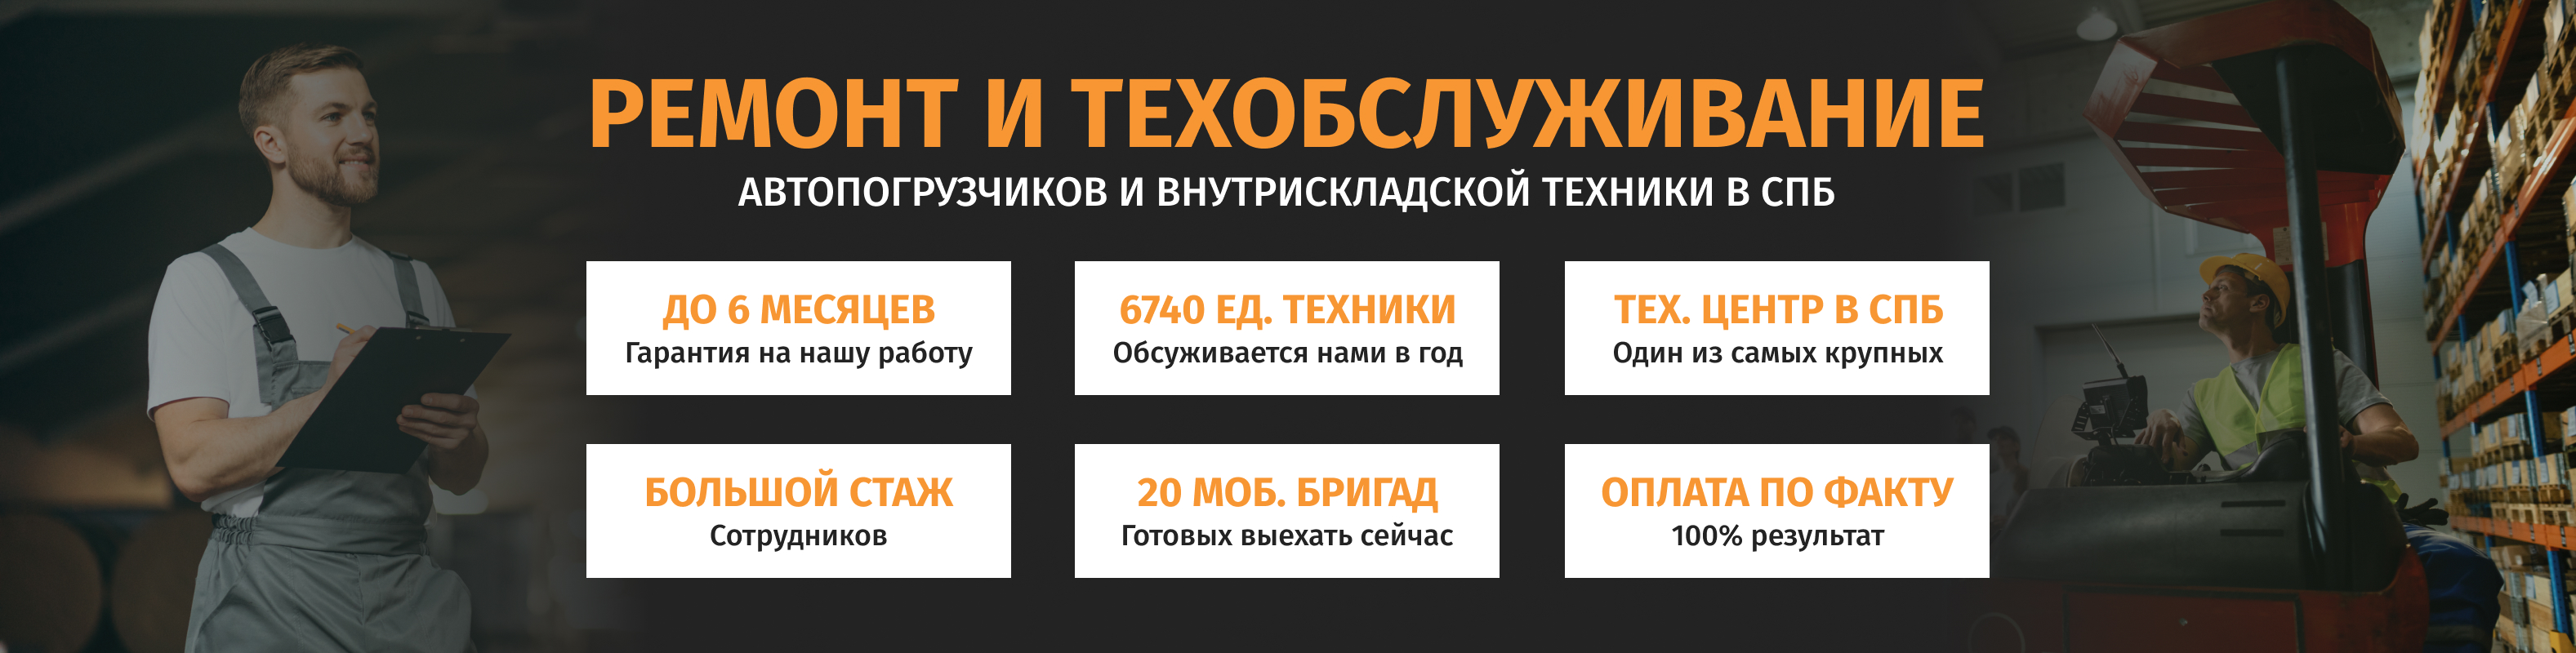 РЕМОНТ И ТЕХОБСЛУЖИВАНИЕ
АВТОПОГРУЗЧИКОВ И ВНУТРИСКЛАДСКОЙ ТЕХНИКИ В СПБ
ДО 6 МЕСЯЦЕВ
Гарантия на нашу работу
6740 ЕД. ТЕХНИКИ
Обсуживается нами в год
ТЕХ. ЦЕНТР В СПБ
Один из самых крупных
БОЛЬШОЙ СТАЖ
Сотрудников
20 МОБ. БРИГАД
Готовых выехать сейчас
ОПЛАТА ПО ФАКТУ
100% результат